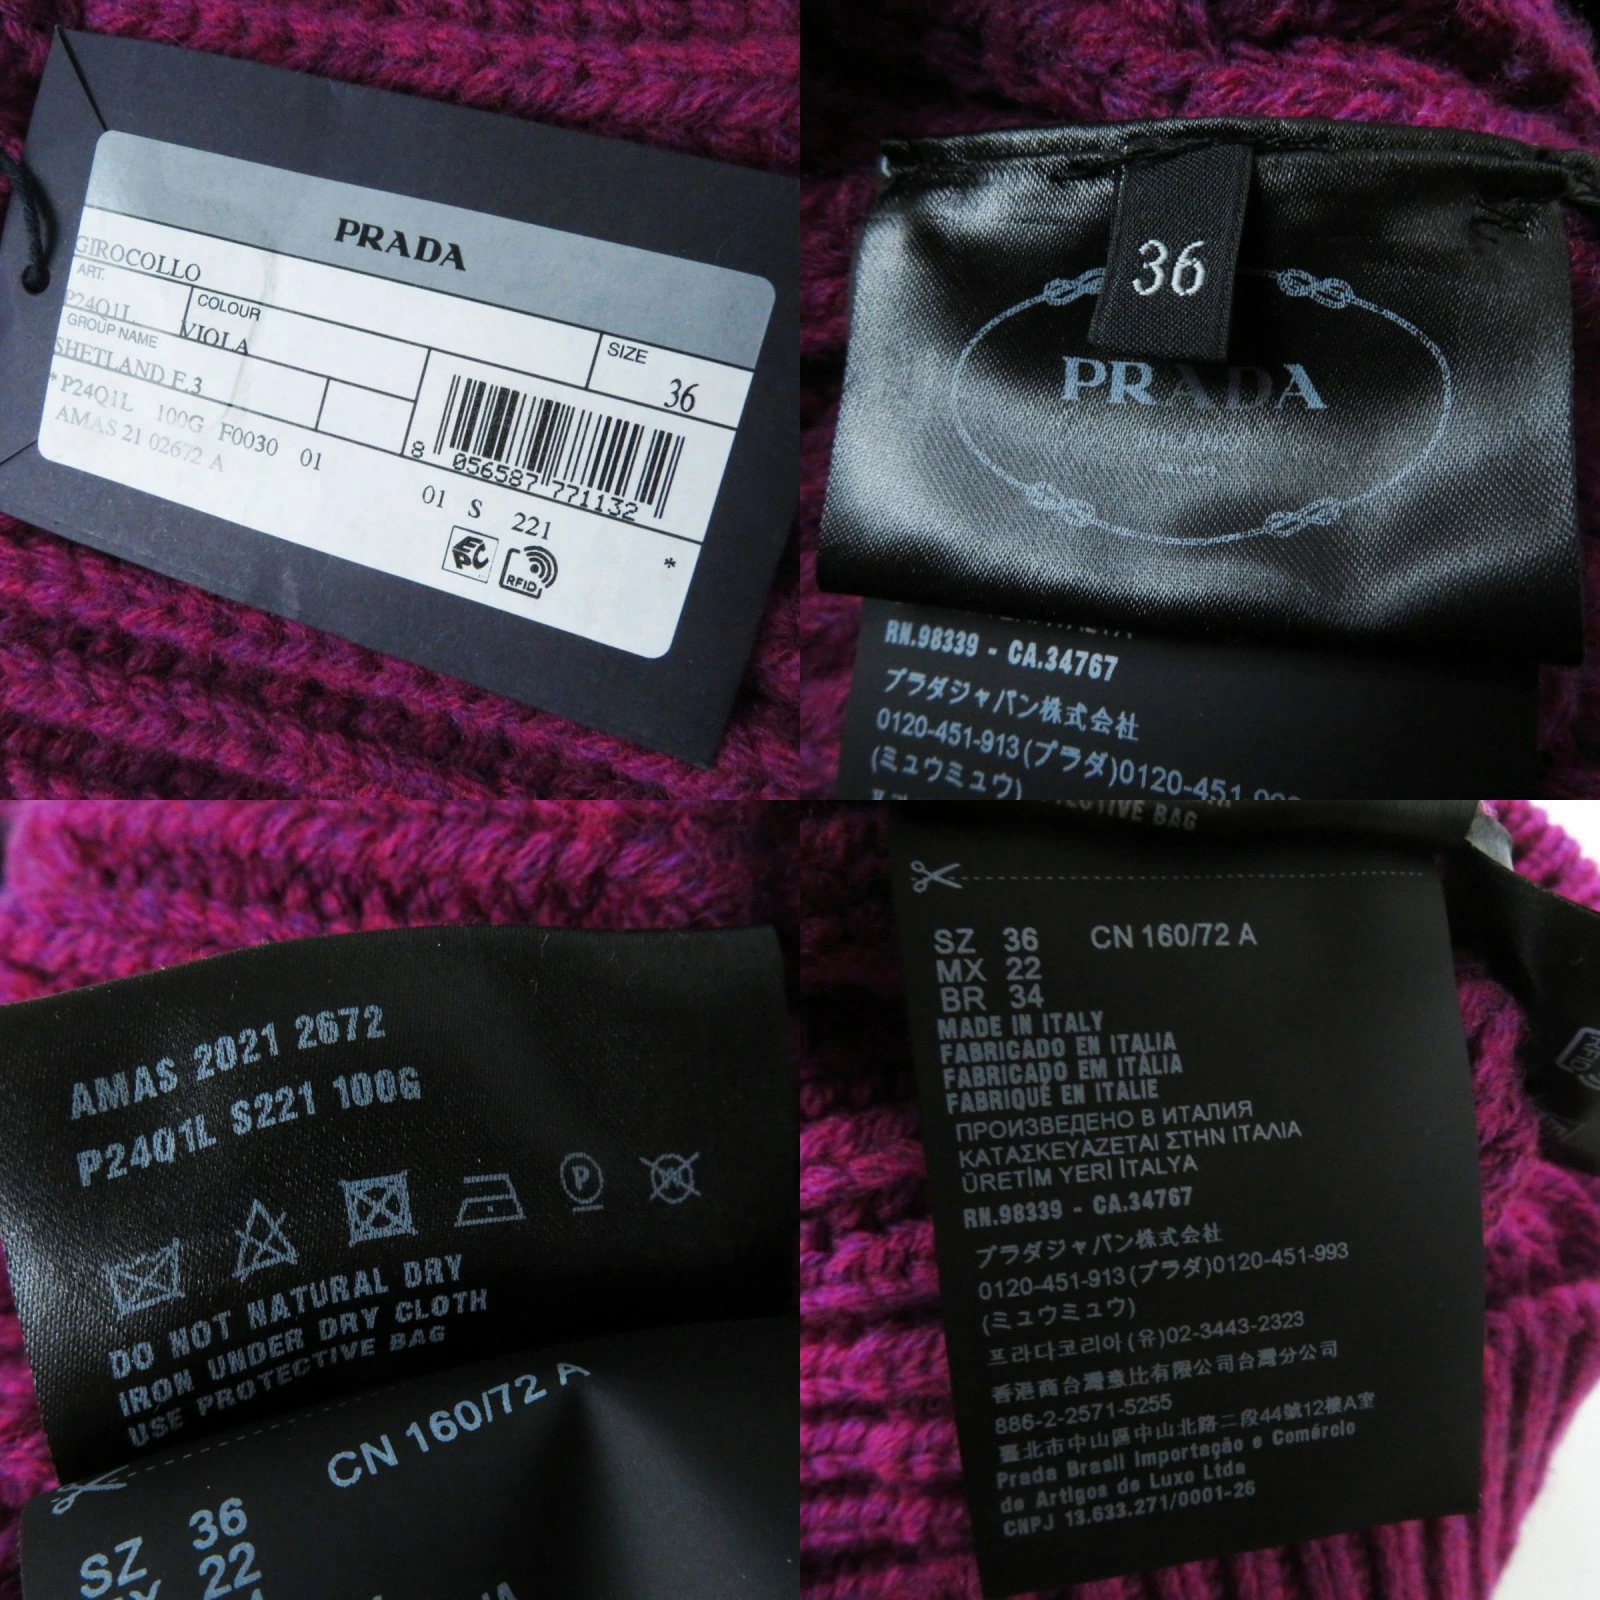 PRADA
GIROCOLLO
ART.
P24Q1L
COLOUR
VIOLA
SIZE
36
GROUP NAME
SHETLAND F.3
* P24Q1L 100G F0030 01
AMAS 21 02672 A
8 056587 771132
01 S 221
EPC
RFID
*
36
PRADA
RN.98339 - CA.34767
プラダジャパン株式会社
0120-451-913(プラダ)0120-451
(ミュウミュウ)
AMAS 2021 2672
P24Q1L S221 100G
P
W
DO NOT NATURAL DRY
IRON UNDER DRY CLOTH
USE PROTECTIVE BAG
CN 160/72 A
SZ 36
22
BAG
SZ 36 CN 160/72 A
MX 22
BR 34
MADE IN ITALY
FABRICADO EN ITALIA
FABRICADO EM ITÁLIA
FABRIQUÉ EN ITALIE
ПРОИЗВЕДЕНО В ИТАЛИЯ
ΚΑΤΑΣΚΕΥΑΖΕΤΑΙ ΣΤΗΝ ΙΤΑΛΙΑ
ÜRETİM YERİ İTALYA
RN.98339 - CA.34767
プラダジャパン株式会社
0120-451-913(プラダ)0120-451-993
(ミュウミュウ)
프라다코리아(유)02-3443-2323
香港商台灣壹比有限公司台灣分公司
886-2-2571-5255
臺北市中山區中山北路二段44號12樓A室
Prada Brasil Importação e Comércio
de Artigos de Luxo Ltda
CNPJ 13.633.271/0001-26